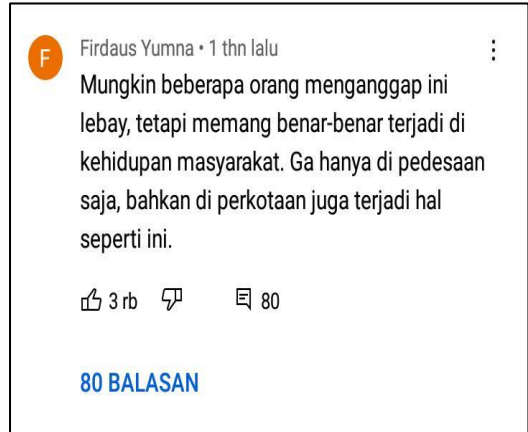 F
Firdaus Yumna • 1 thn lalu
Mungkin beberapa orang menganggap ini
lebay, tetapi memang benar-benar terjadi di
kehidupan masyarakat. Ga hanya di pedesaan
saja, bahkan di perkotaan juga terjadi hal
seperti ini.
3 rb 80
80 BALASAN